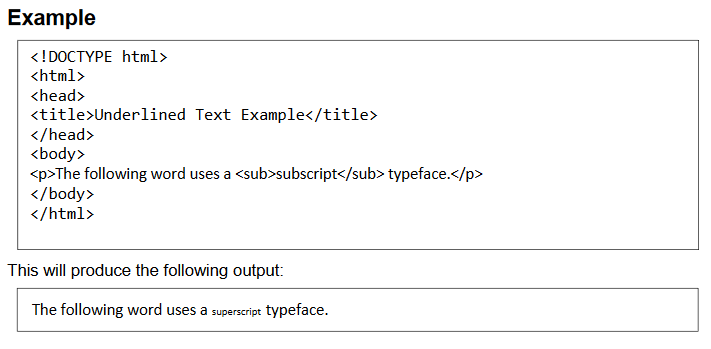 Example
<!DOCTYPE html>
<html>
<head>
<title>Underlined Text Example</title>
</head>
<body>
<p>The following word uses a <sub>subscript</sub> typeface.</p>
</body>
</html>
This will produce the following output:
The following word uses a superscript typeface.